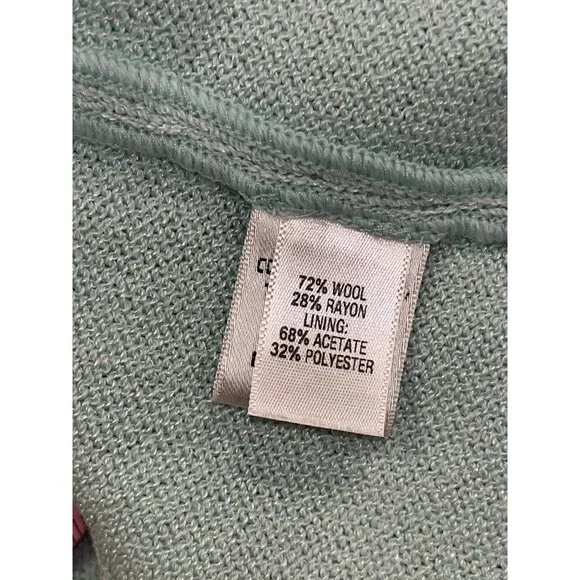 72% WOOL
28% RAYON
LINING:
68% ACETATE
32% POLYESTER